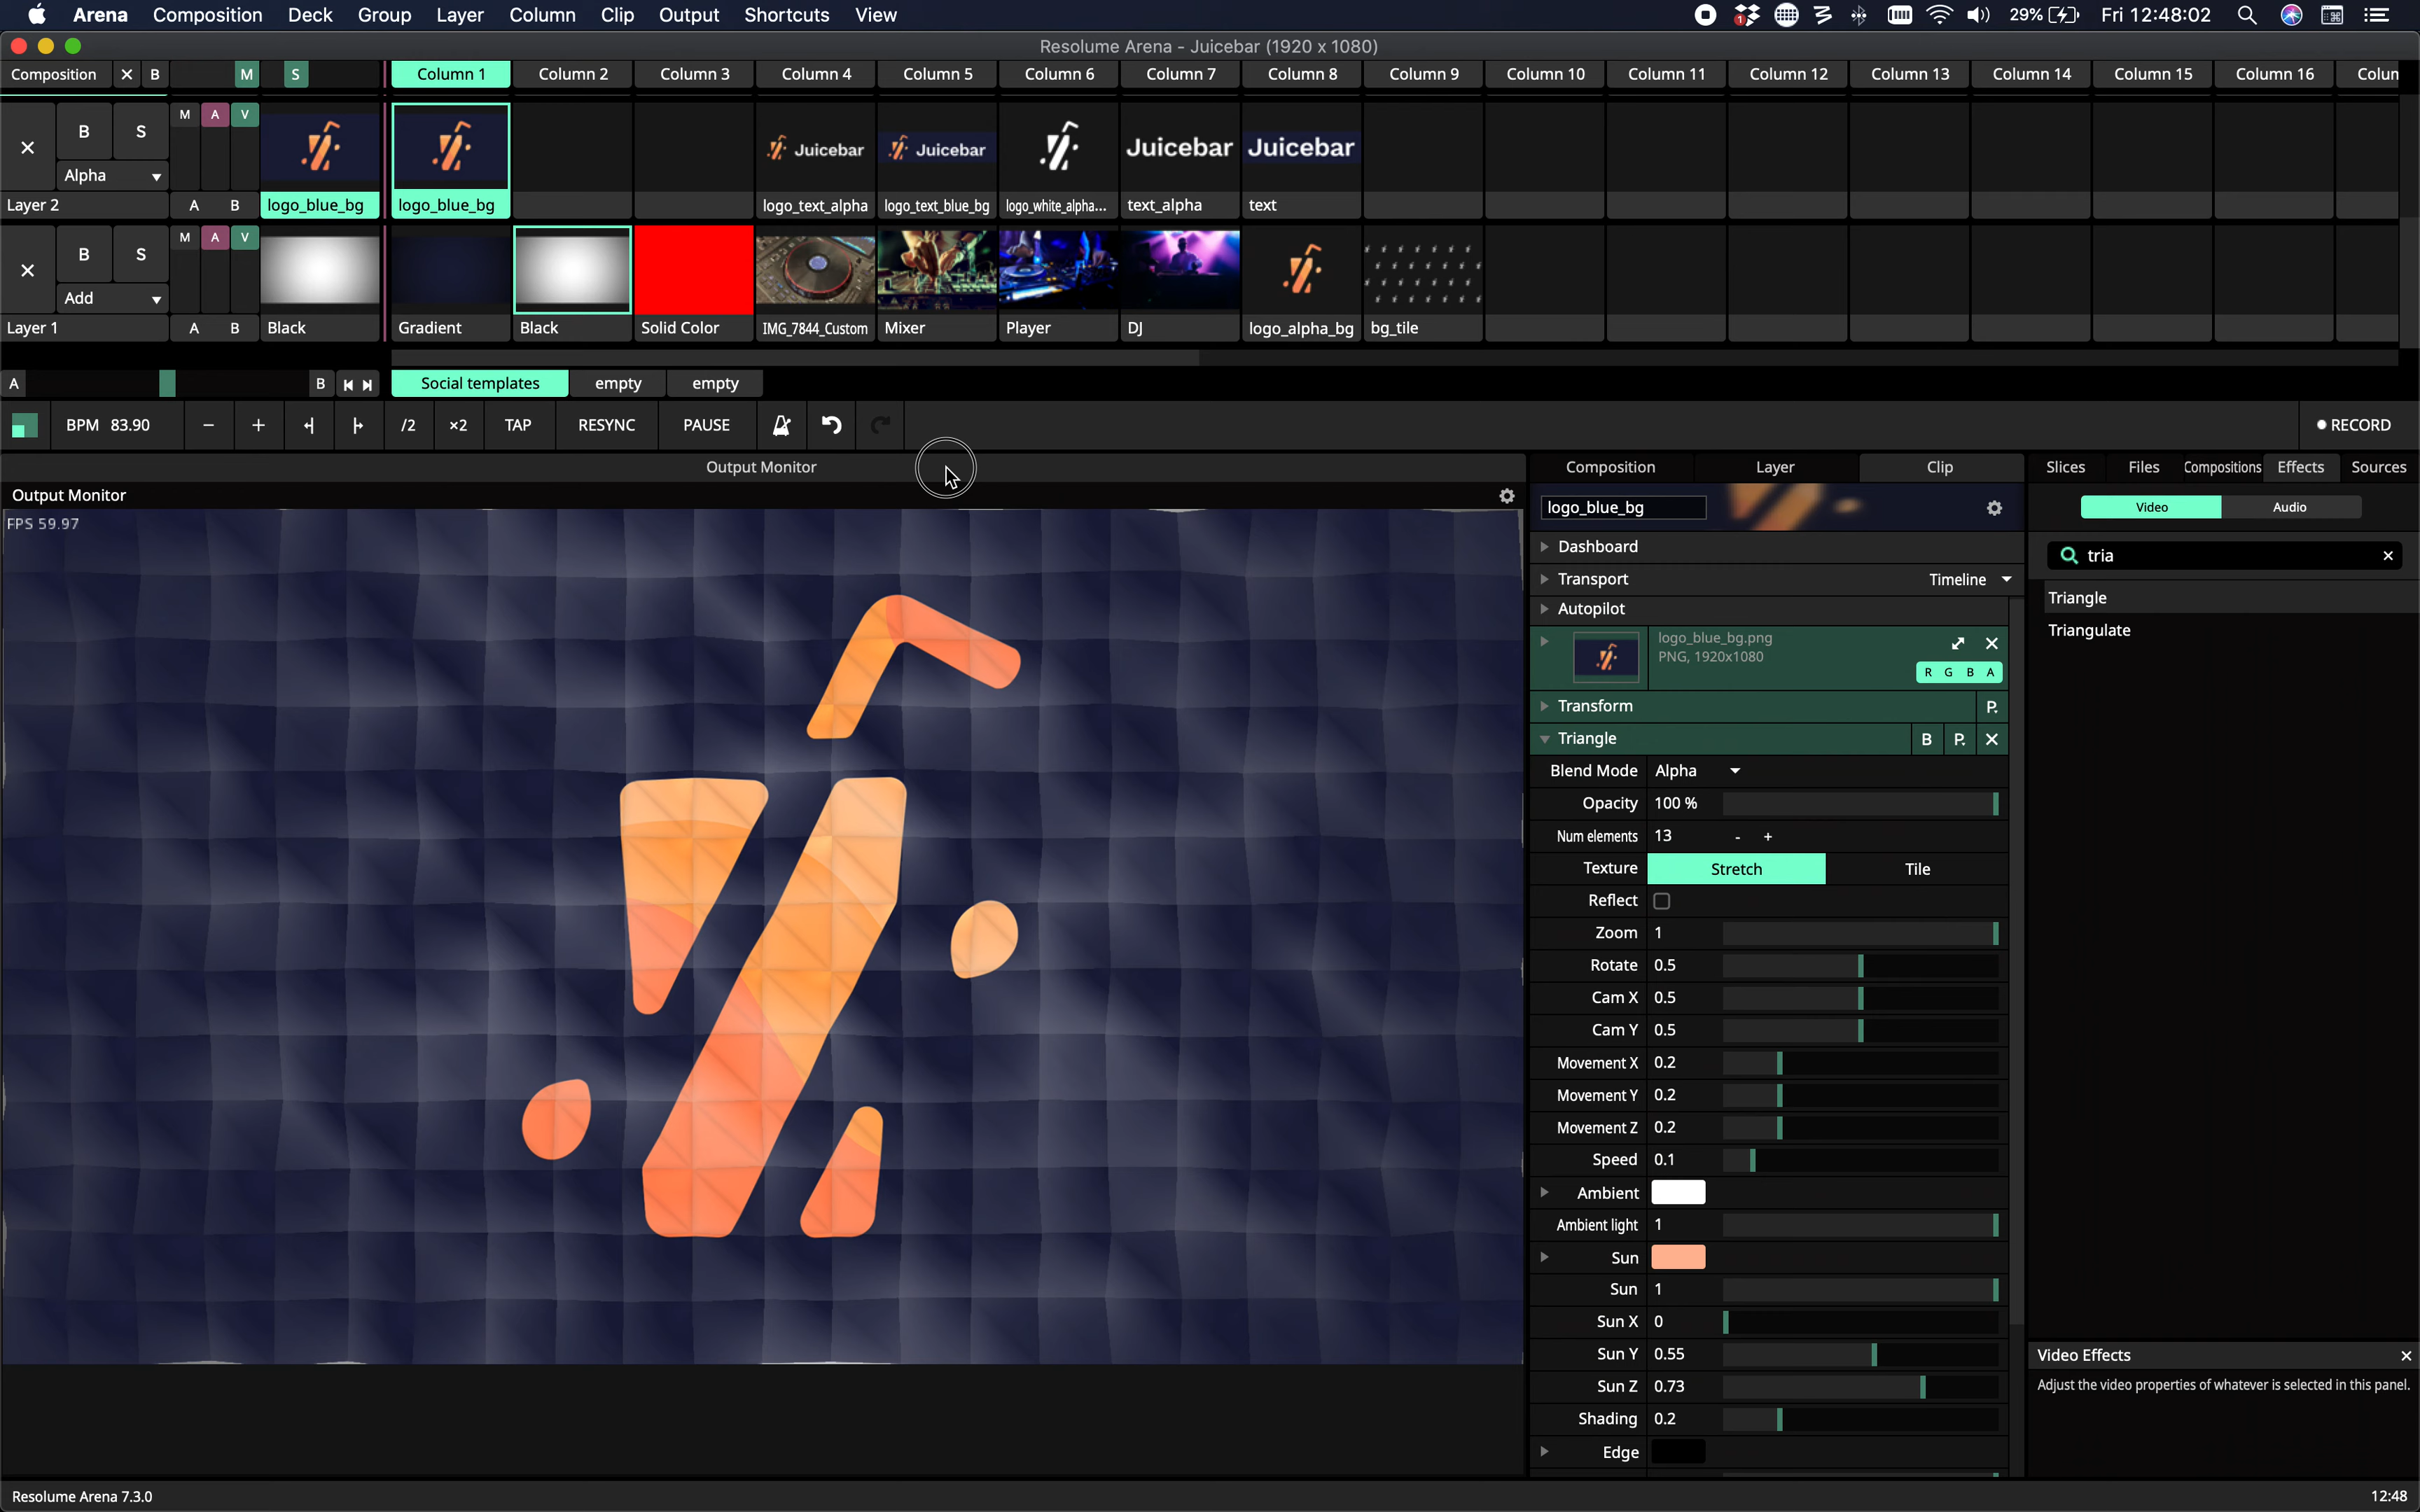 Arena Composition Deck Group Layer Column Clip Output Shortcuts View 1 29% Fri 12:48:02
Resolume Arena - Juicebar (1920 x 1080)
Composition B M S Column 1 Column 2 Column 3 Column 4 Column 5 Column 6 Column 7 Column 8 Column 9 Column 10 Column 11 Column 12 Column 13 Column 14 Column 15 Column 16 Colun
B S M A V Juicebar Juicebar Juicebar Juicebar
Alpha
Layer 2 A B logo_blue_bg logo_blue_bg logo_text_alpha logo_text_blue_bg logo_white_alpha... text_alpha text
B S M A V
Add
Layer 1 A B Black Gradient Black Solid Color IMG_7844_Custom Mixer Player DJ logo_alpha_bg bg_tile
A B Social templates empty empty
BPM 83.90 − + /2 ×2 TAP RESYNC PAUSE RECORD
Output Monitor
Output Monitor
FPS 59.97
Composition Layer Clip
logo_blue_bg
Dashboard
Transport Timeline
Autopilot
logo_blue_bg.png
PNG, 1920x1080
R G B A
Transform P.
Triangle B P.
Blend Mode Alpha
Opacity 100 %
Num elements 13 - +
Texture Stretch Tile
Reflect
Zoom 1
Rotate 0.5
Cam X 0.5
Cam Y 0.5
Movement X 0.2
Movement Y 0.2
Movement Z 0.2
Speed 0.1
Ambient
Ambient light 1
Sun
Sun 1
Sun X 0
Sun Y 0.55
Sun Z 0.73
Shading 0.2
Edge
Slices Files Compositions Effects Sources
Video Audio
tria
Triangle
Triangulate
Video Effects
Adjust the video properties of whatever is selected in this panel.
Resolume Arena 7.3.0 12:48